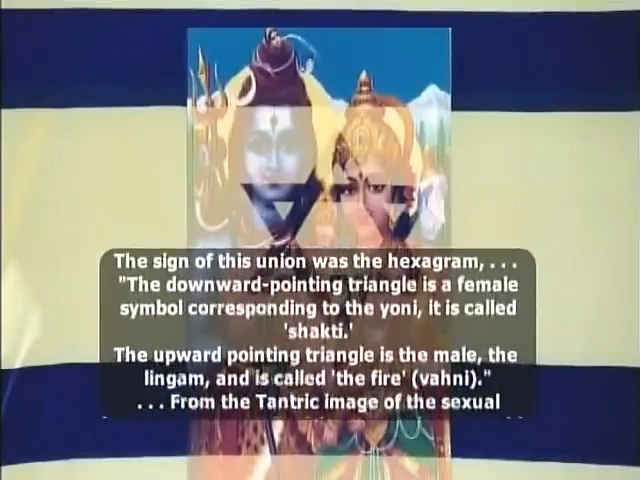 The sign of this union was the hexagram, . . .
"The downward-pointing triangle is a female
symbol corresponding to the yoni, it is called
'shakti.'
The upward pointing triangle is the male, the
lingam, and is called 'the fire' (vahni)."
. . . From the Tantric image of the sexual